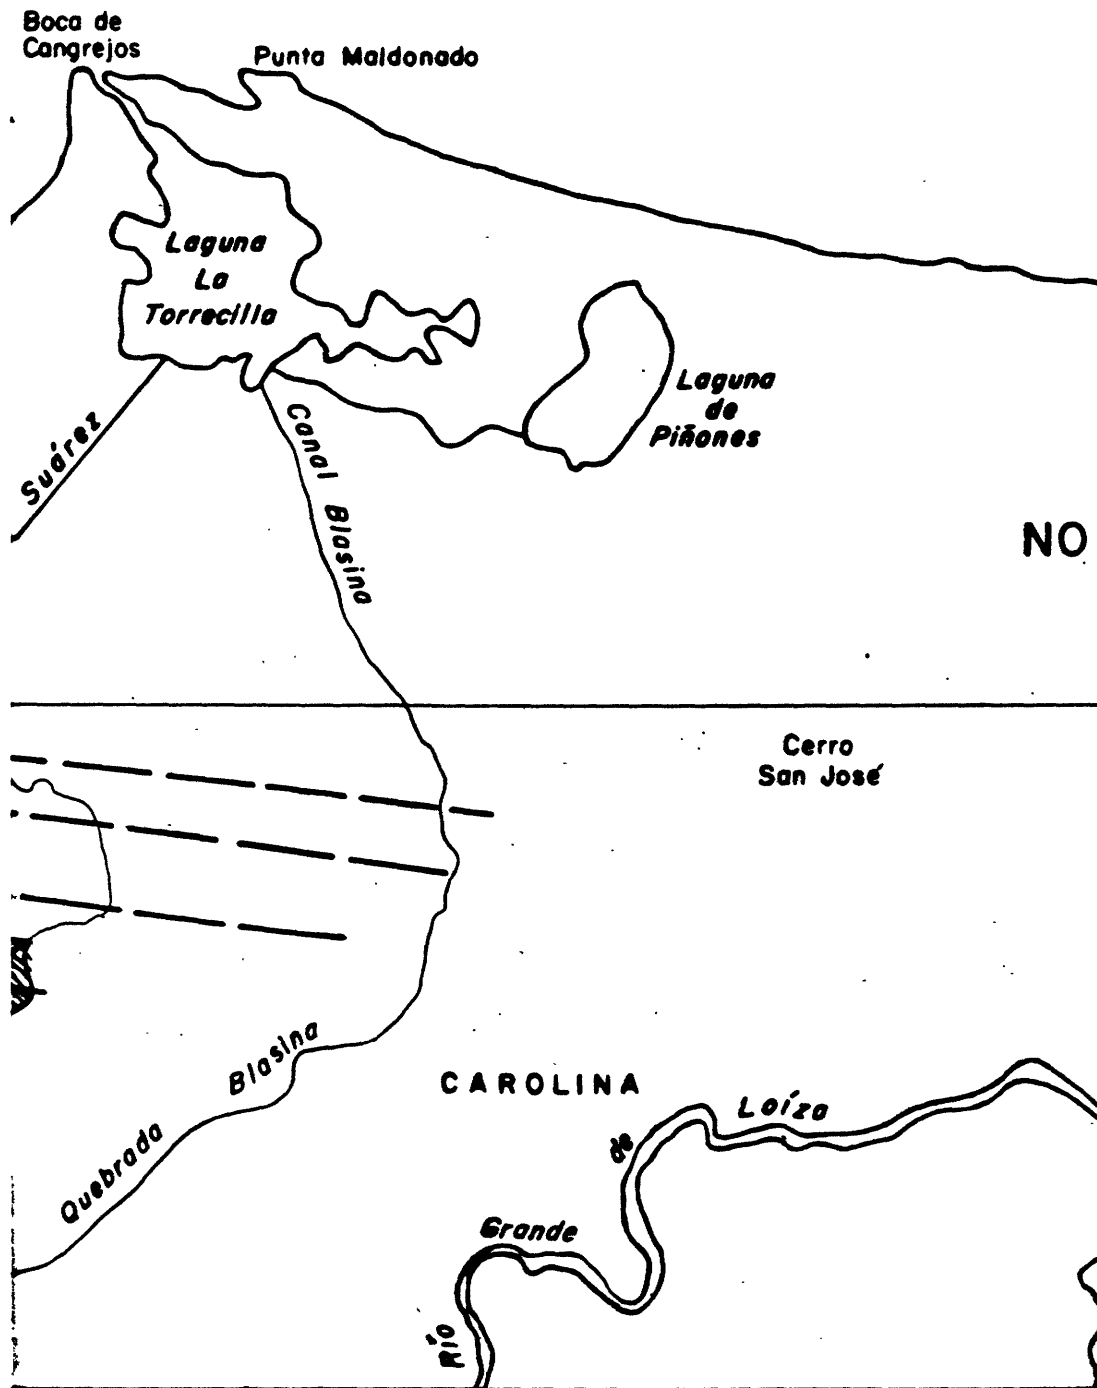 Boca de
Cangrejos
Punta Maldonado
Laguna
La
Torrecilla
Laguna
de
Piñones
Suárez
Canal Blasina
NO
Cerro
San José
Quebrada Blasina
CAROLINA
Río Grande de Loíza